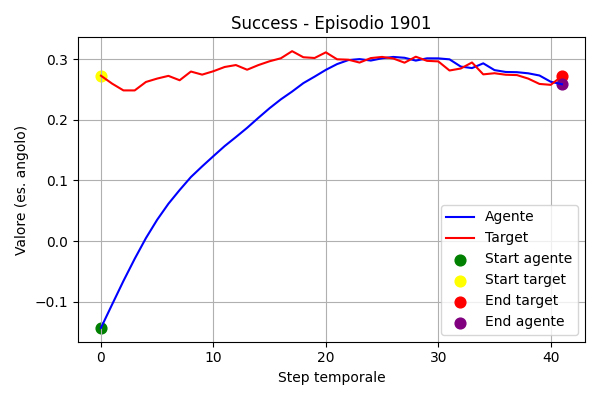 Success - Episodio 1901
Valore (es. angolo)
0.3
0.2
0.1
0.0
−0.1
0
10
20
30
40
Step temporale
Agente
Target
Start agente
Start target
End target
End agente